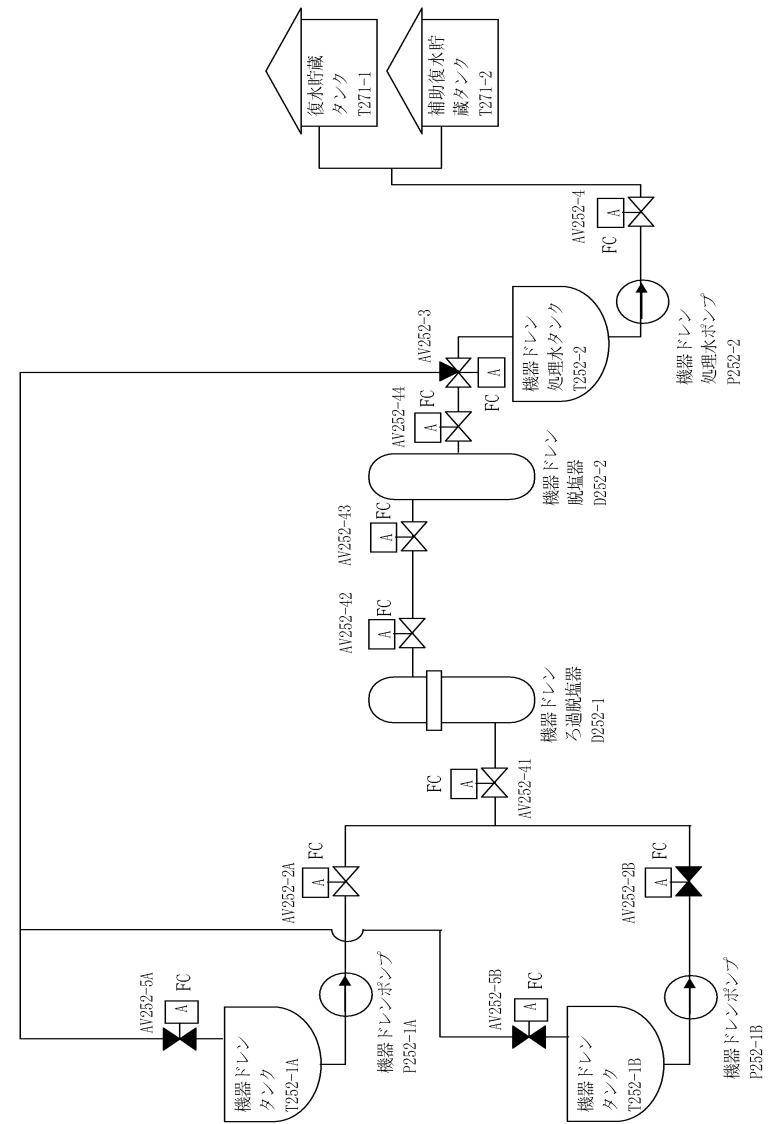 復水貯蔵
タンク
T271-1
補助復水貯
蔵タンク
T271-2
AV252-4
A
FC
AV252-3
A
FC
機器ドレン
処理水タンク
T252-2
機器ドレン
処理水ポンプ
P252-2
AV252-44
A
FC
機器ドレン
脱塩器
D252-2
AV252-43
A
FC
AV252-42
A
FC
機器ドレン
ろ過脱塩器
D252-1
AV252-41
A
FC
AV252-2A
A
FC
AV252-2B
A
FC
AV252-5A
A
FC
AV252-5B
A
FC
機器ドレンポンプ
P252-1A
機器ドレンポンプ
P252-1B
機器ドレン
タンク
T252-1A
機器ドレン
タンク
T252-1B